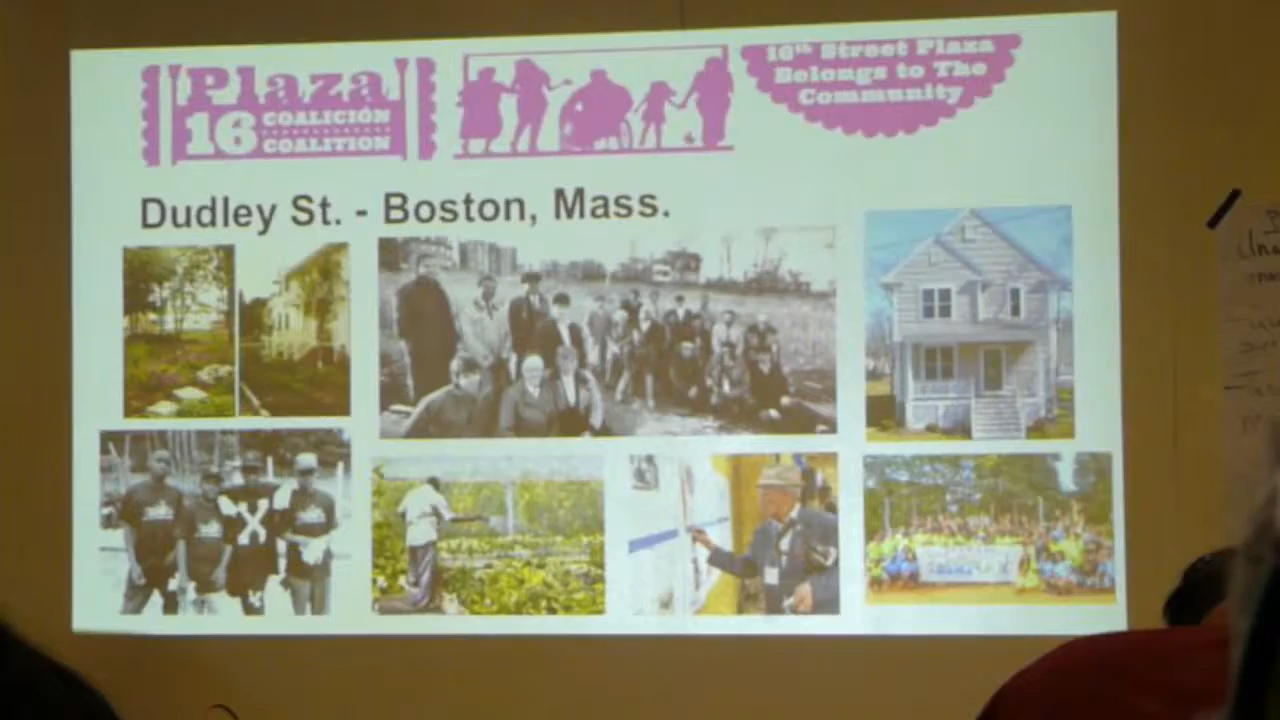 Plaza
16 COALICIÓN
COALITION
16th Street Plaza
Belongs to The
Community
Dudley St. - Boston, Mass.